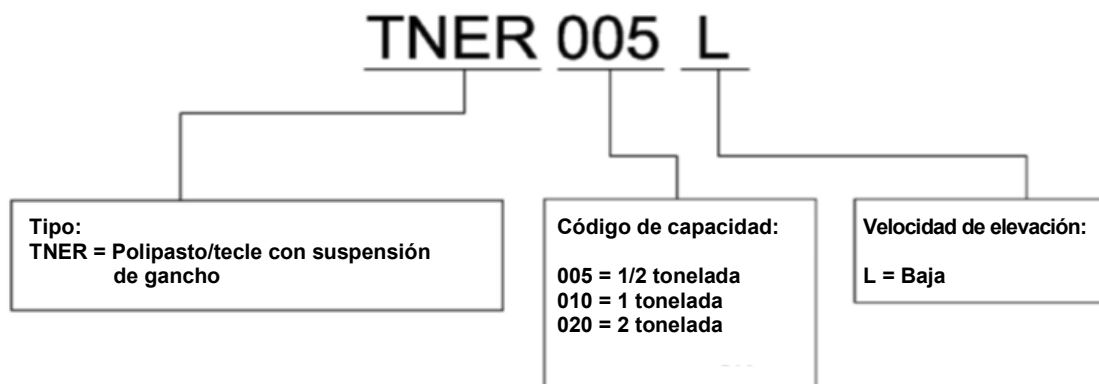 TNER 005 L
Tipo:
TNER = Polipasto/tecle con suspensión
de gancho
Código de capacidad:
005 = 1/2 tonelada
010 = 1 tonelada
020 = 2 tonelada
Velocidad de elevación:
L = Baja